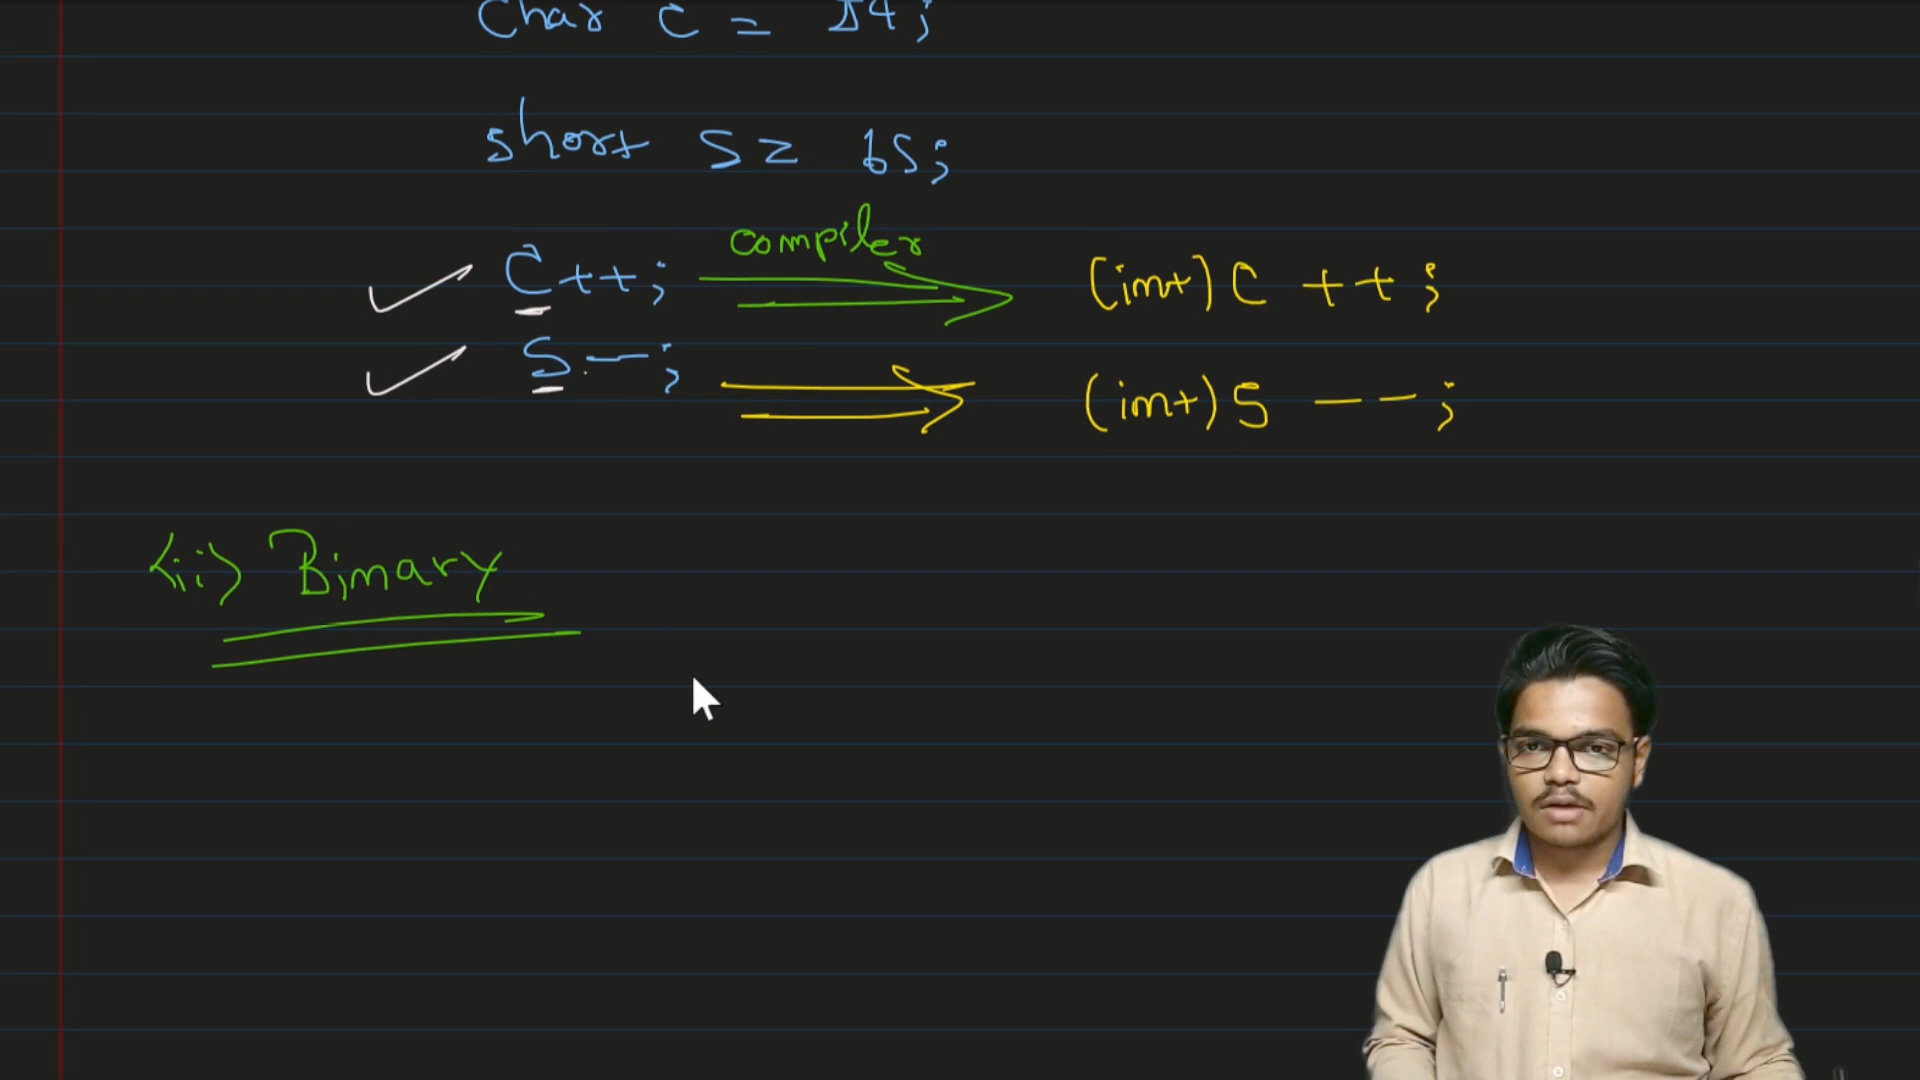 char c = 54;
short s = 65;
compiler
c++; (int) c ++;
s--; (int) s --;
<ii> Binary